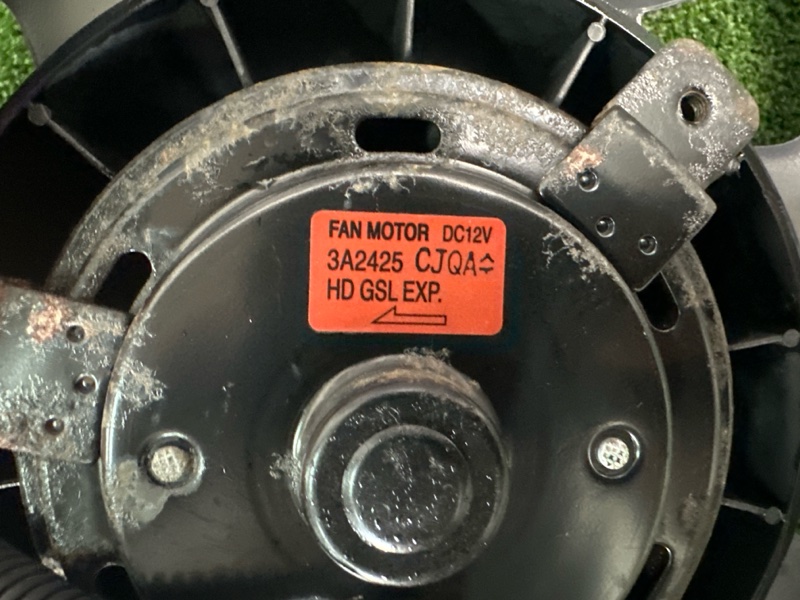 FAN MOTOR DC12V
3A2425 CJQA
HD GSL EXP.